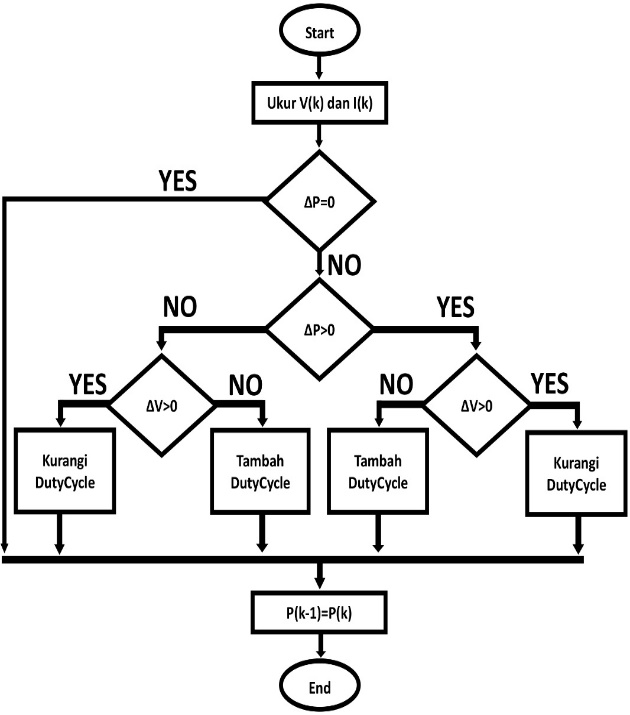 Start
Ukur V(k) dan I(k)
YES
ΔP=0
NO
NO
YES
ΔP>0
YES
NO
NO
YES
ΔV>0
ΔV>0
Kurangi
DutyCycle
Tambah
DutyCycle
Tambah
DutyCycle
Kurangi
DutyCycle
P(k-1)=P(k)
End